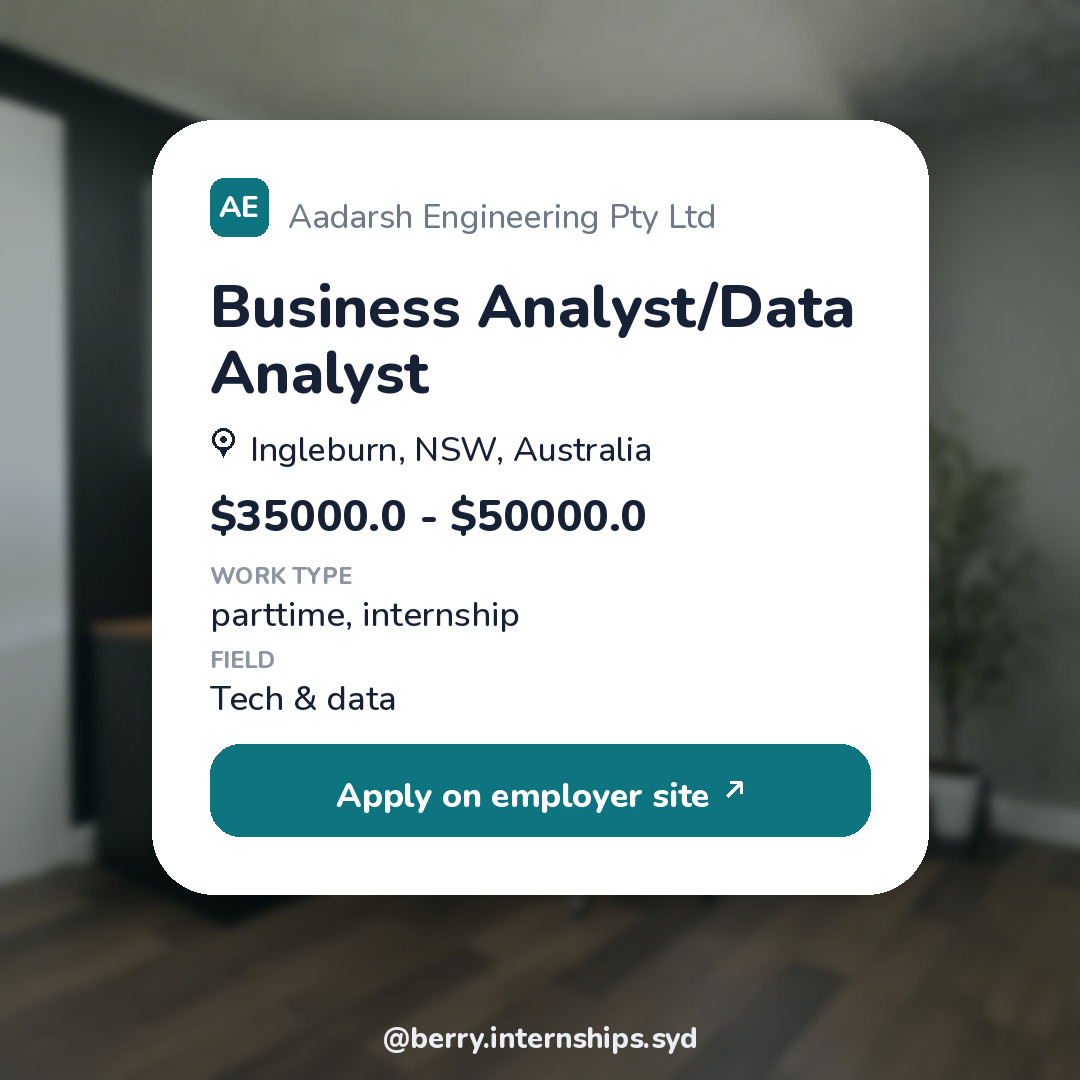 AE
Aadarsh Engineering Pty Ltd
Business Analyst/Data
Analyst
Ingleburn, NSW, Australia
$35000.0 - $50000.0
WORK TYPE
parttime, internship
FIELD
Tech & data
Apply on employer site ↗
@berry.internships.syd